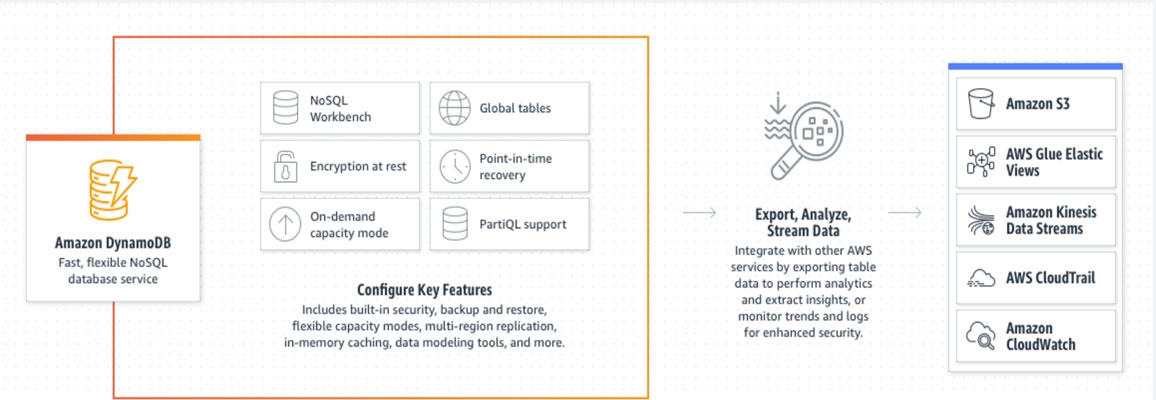 Amazon DynamoDB
Fast, flexible NoSQL
database service
NoSQL
Workbench
Global tables
Encryption at rest
Point-in-time
recovery
On-demand
capacity mode
PartiQL support
Configure Key Features
Includes built-in security, backup and restore,
flexible capacity modes, multi-region replication,
in-memory caching, data modeling tools, and more.
Export, Analyze,
Stream Data
Integrate with other AWS
services by exporting table
data to perform analytics
and extract insights, or
monitor trends and logs
for enhanced security.
Amazon S3
AWS Glue Elastic
Views
Amazon Kinesis
Data Streams
AWS CloudTrail
Amazon
CloudWatch